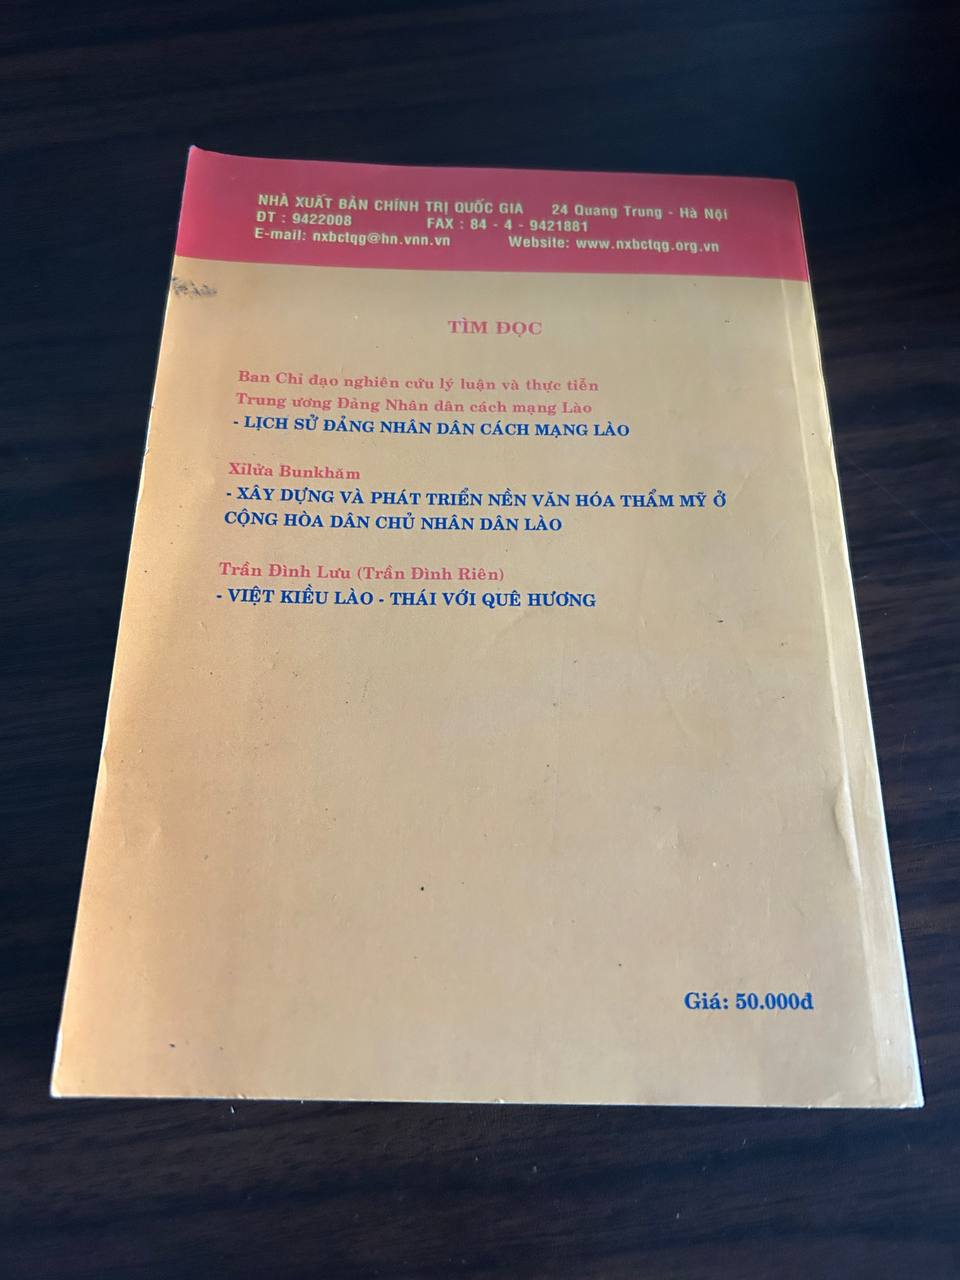 NHÀ XUẤT BẢN CHÍNH TRỊ QUỐC GIA 24 Quang Trung - Hà Nội
ĐT : 9422008 FAX : 84 - 4 - 9421881
E-mail: nxbctqg@hn.vnn.vn Website: www.nxbctqg.org.vn
TÌM ĐỌC
Ban Chỉ đạo nghiên cứu lý luận và thực tiễn
Trung ương Đảng Nhân dân cách mạng Lào
- LỊCH SỬ ĐẢNG NHÂN DÂN CÁCH MẠNG LÀO
Xilửa Bunkhăm
- XÂY DỰNG VÀ PHÁT TRIỂN NỀN VĂN HÓA THẨM MỸ Ở
CỘNG HÒA DÂN CHỦ NHÂN DÂN LÀO
Trần Đình Lưu (Trần Đình Riên)
- VIỆT KIỀU LÀO - THÁI VỚI QUÊ HƯƠNG
Giá: 50.000đ